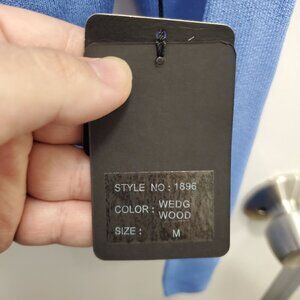 STYLE NO : 1896
COLOR : WEDG
WOOD
SIZE : M